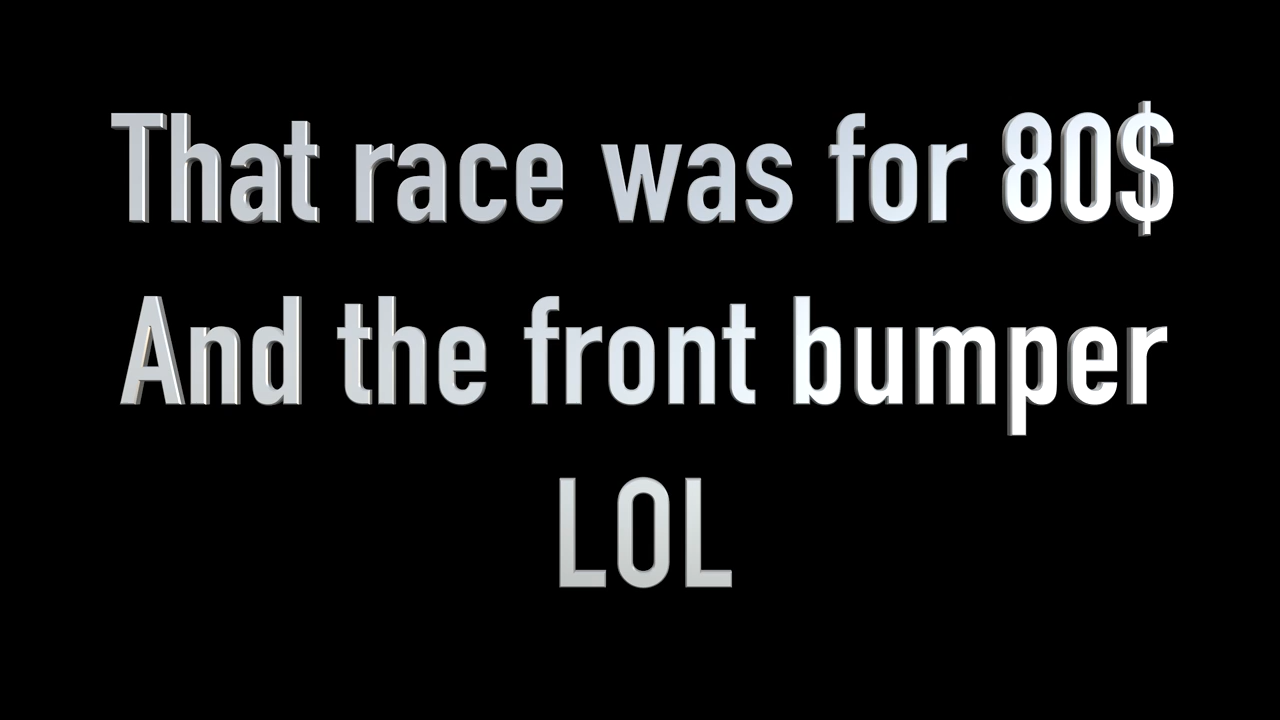 That race was for 80$
And the front bumper
LOL